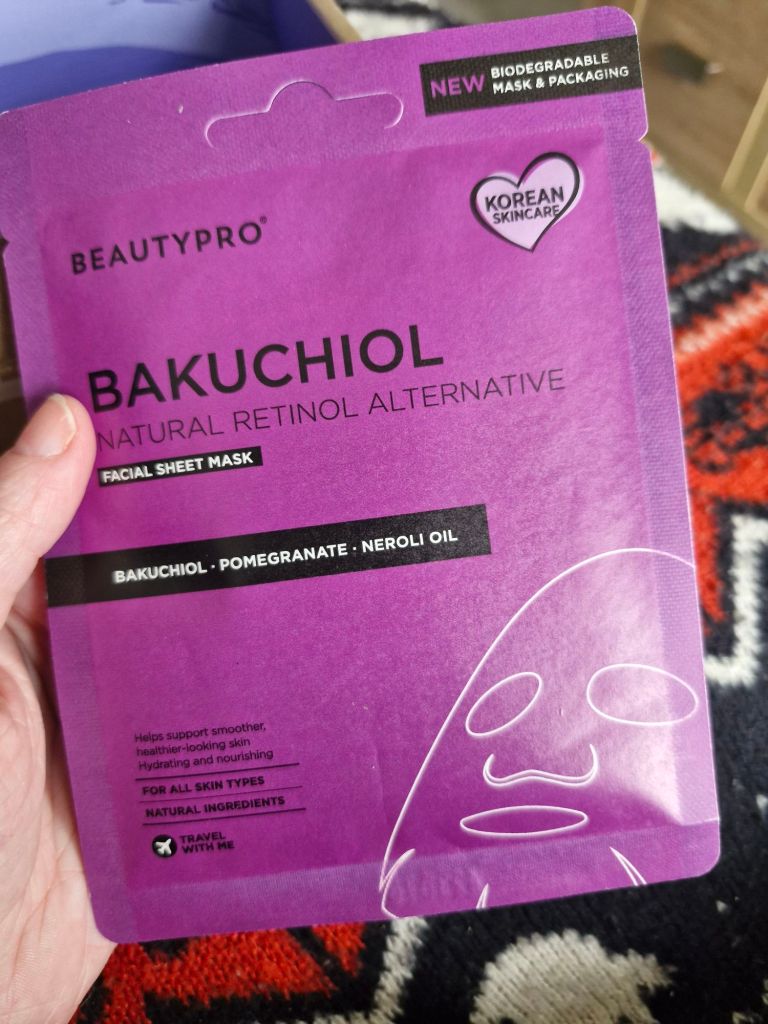 NEW BIODEGRADABLE
MASK & PACKAGING
KOREAN
SKINCARE
BEAUTYPRO®
BAKUCHIOL
NATURAL RETINOL ALTERNATIVE
FACIAL SHEET MASK
BAKUCHIOL · POMEGRANATE · NEROLI OIL
Helps support smoother,
healthier-looking skin
Hydrating and nourishing
FOR ALL SKIN TYPES
NATURAL INGREDIENTS
TRAVEL
WITH ME